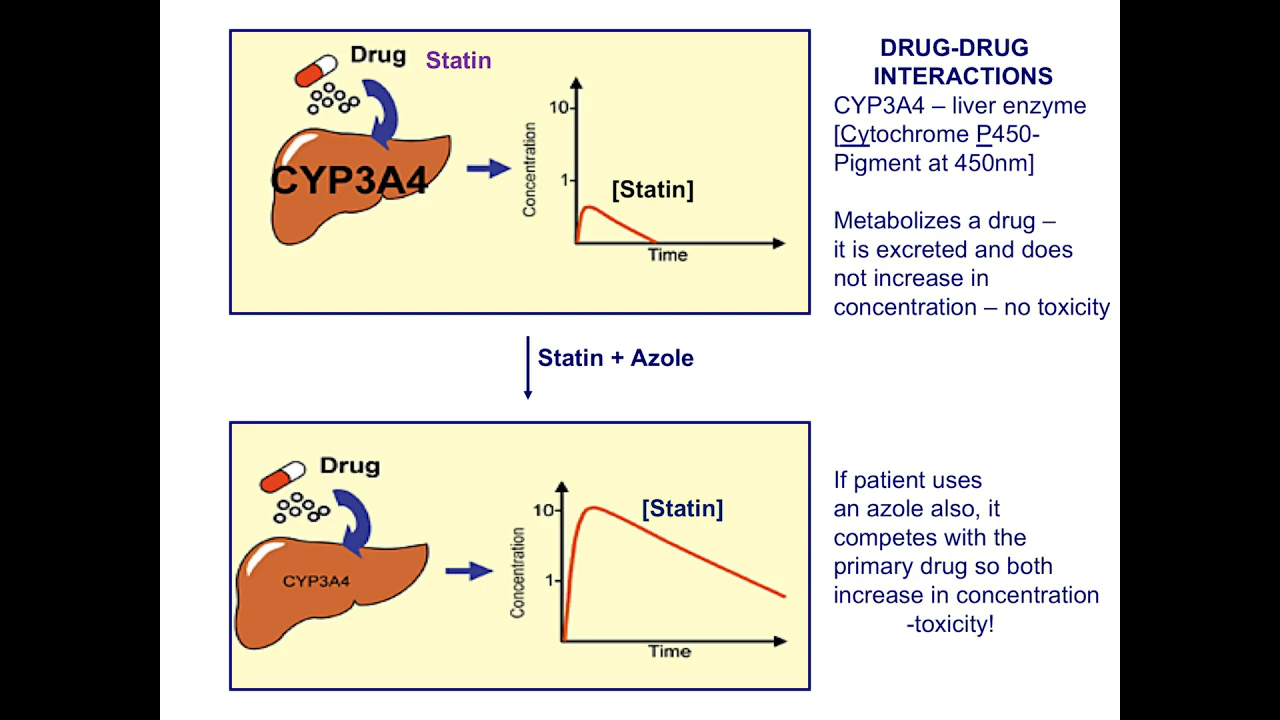 Drug Statin
CYP3A4
Concentration
10
1
[Statin]
Time
DRUG-DRUG
INTERACTIONS
CYP3A4 – liver enzyme
[Cytochrome P450-
Pigment at 450nm]
Metabolizes a drug –
it is excreted and does
not increase in
concentration – no toxicity
Statin + Azole
Drug
CYP3A4
Concentration
10
1
[Statin]
Time
If patient uses
an azole also, it
competes with the
primary drug so both
increase in concentration
-toxicity!